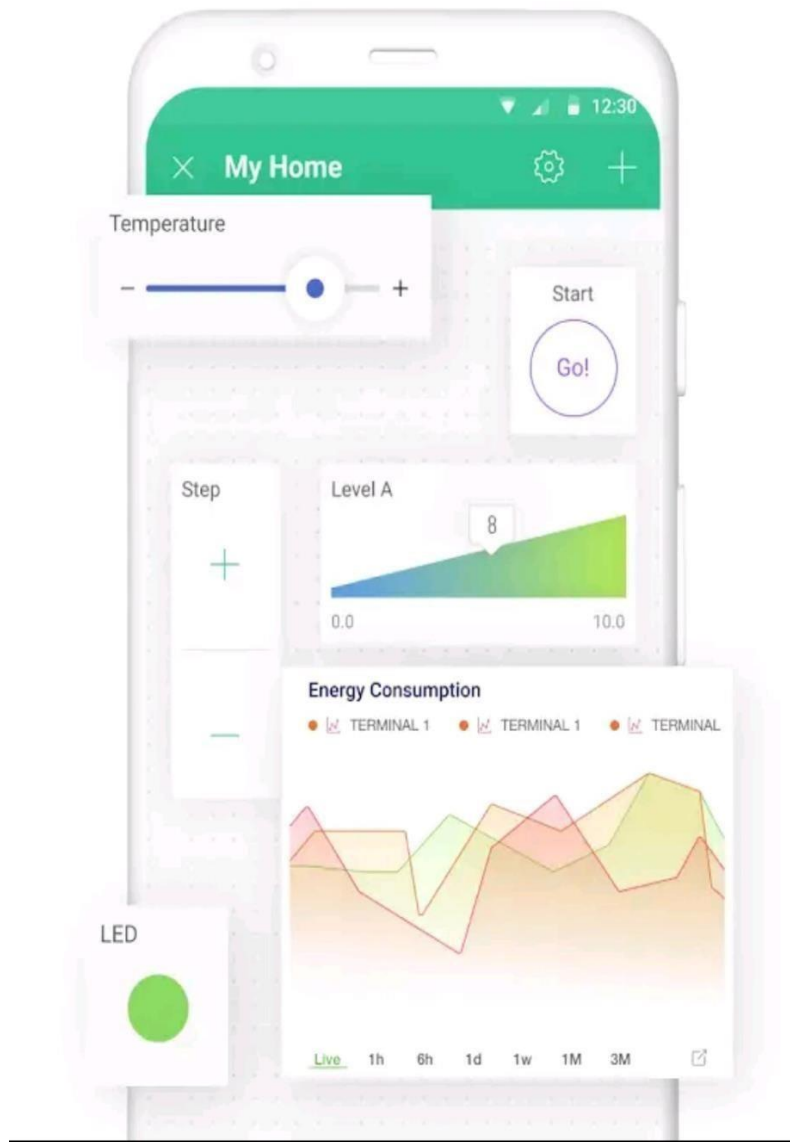 12:30
My Home
Temperature
− +
Start
Go!
Step
+
−
Level A
8
0.0 10.0
Energy Consumption
TERMINAL 1 TERMINAL 1 TERMINAL
LED
Live 1h 6h 1d 1w 1M 3M